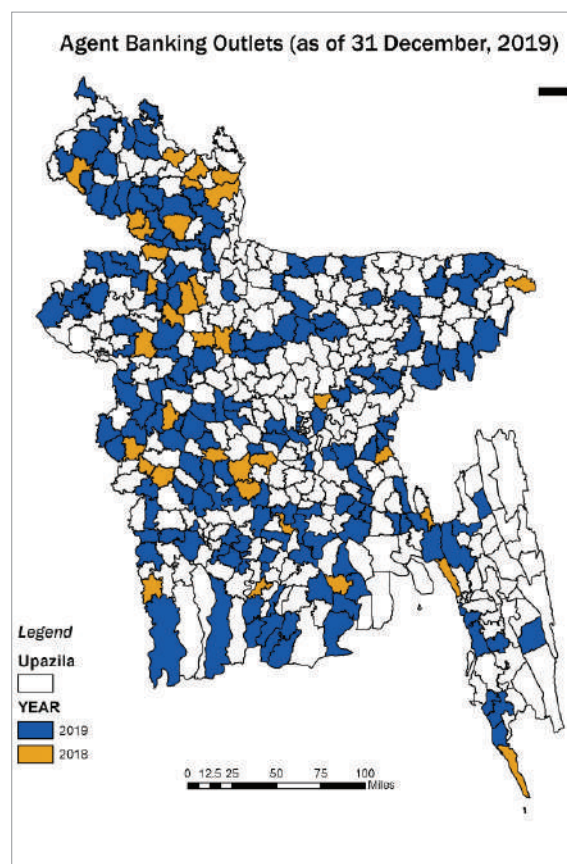 Agent Banking Outlets (as of 31 December, 2019)
Legend
Upazila
YEAR
2019
2018
0 12.5 25 50 75 100
Miles